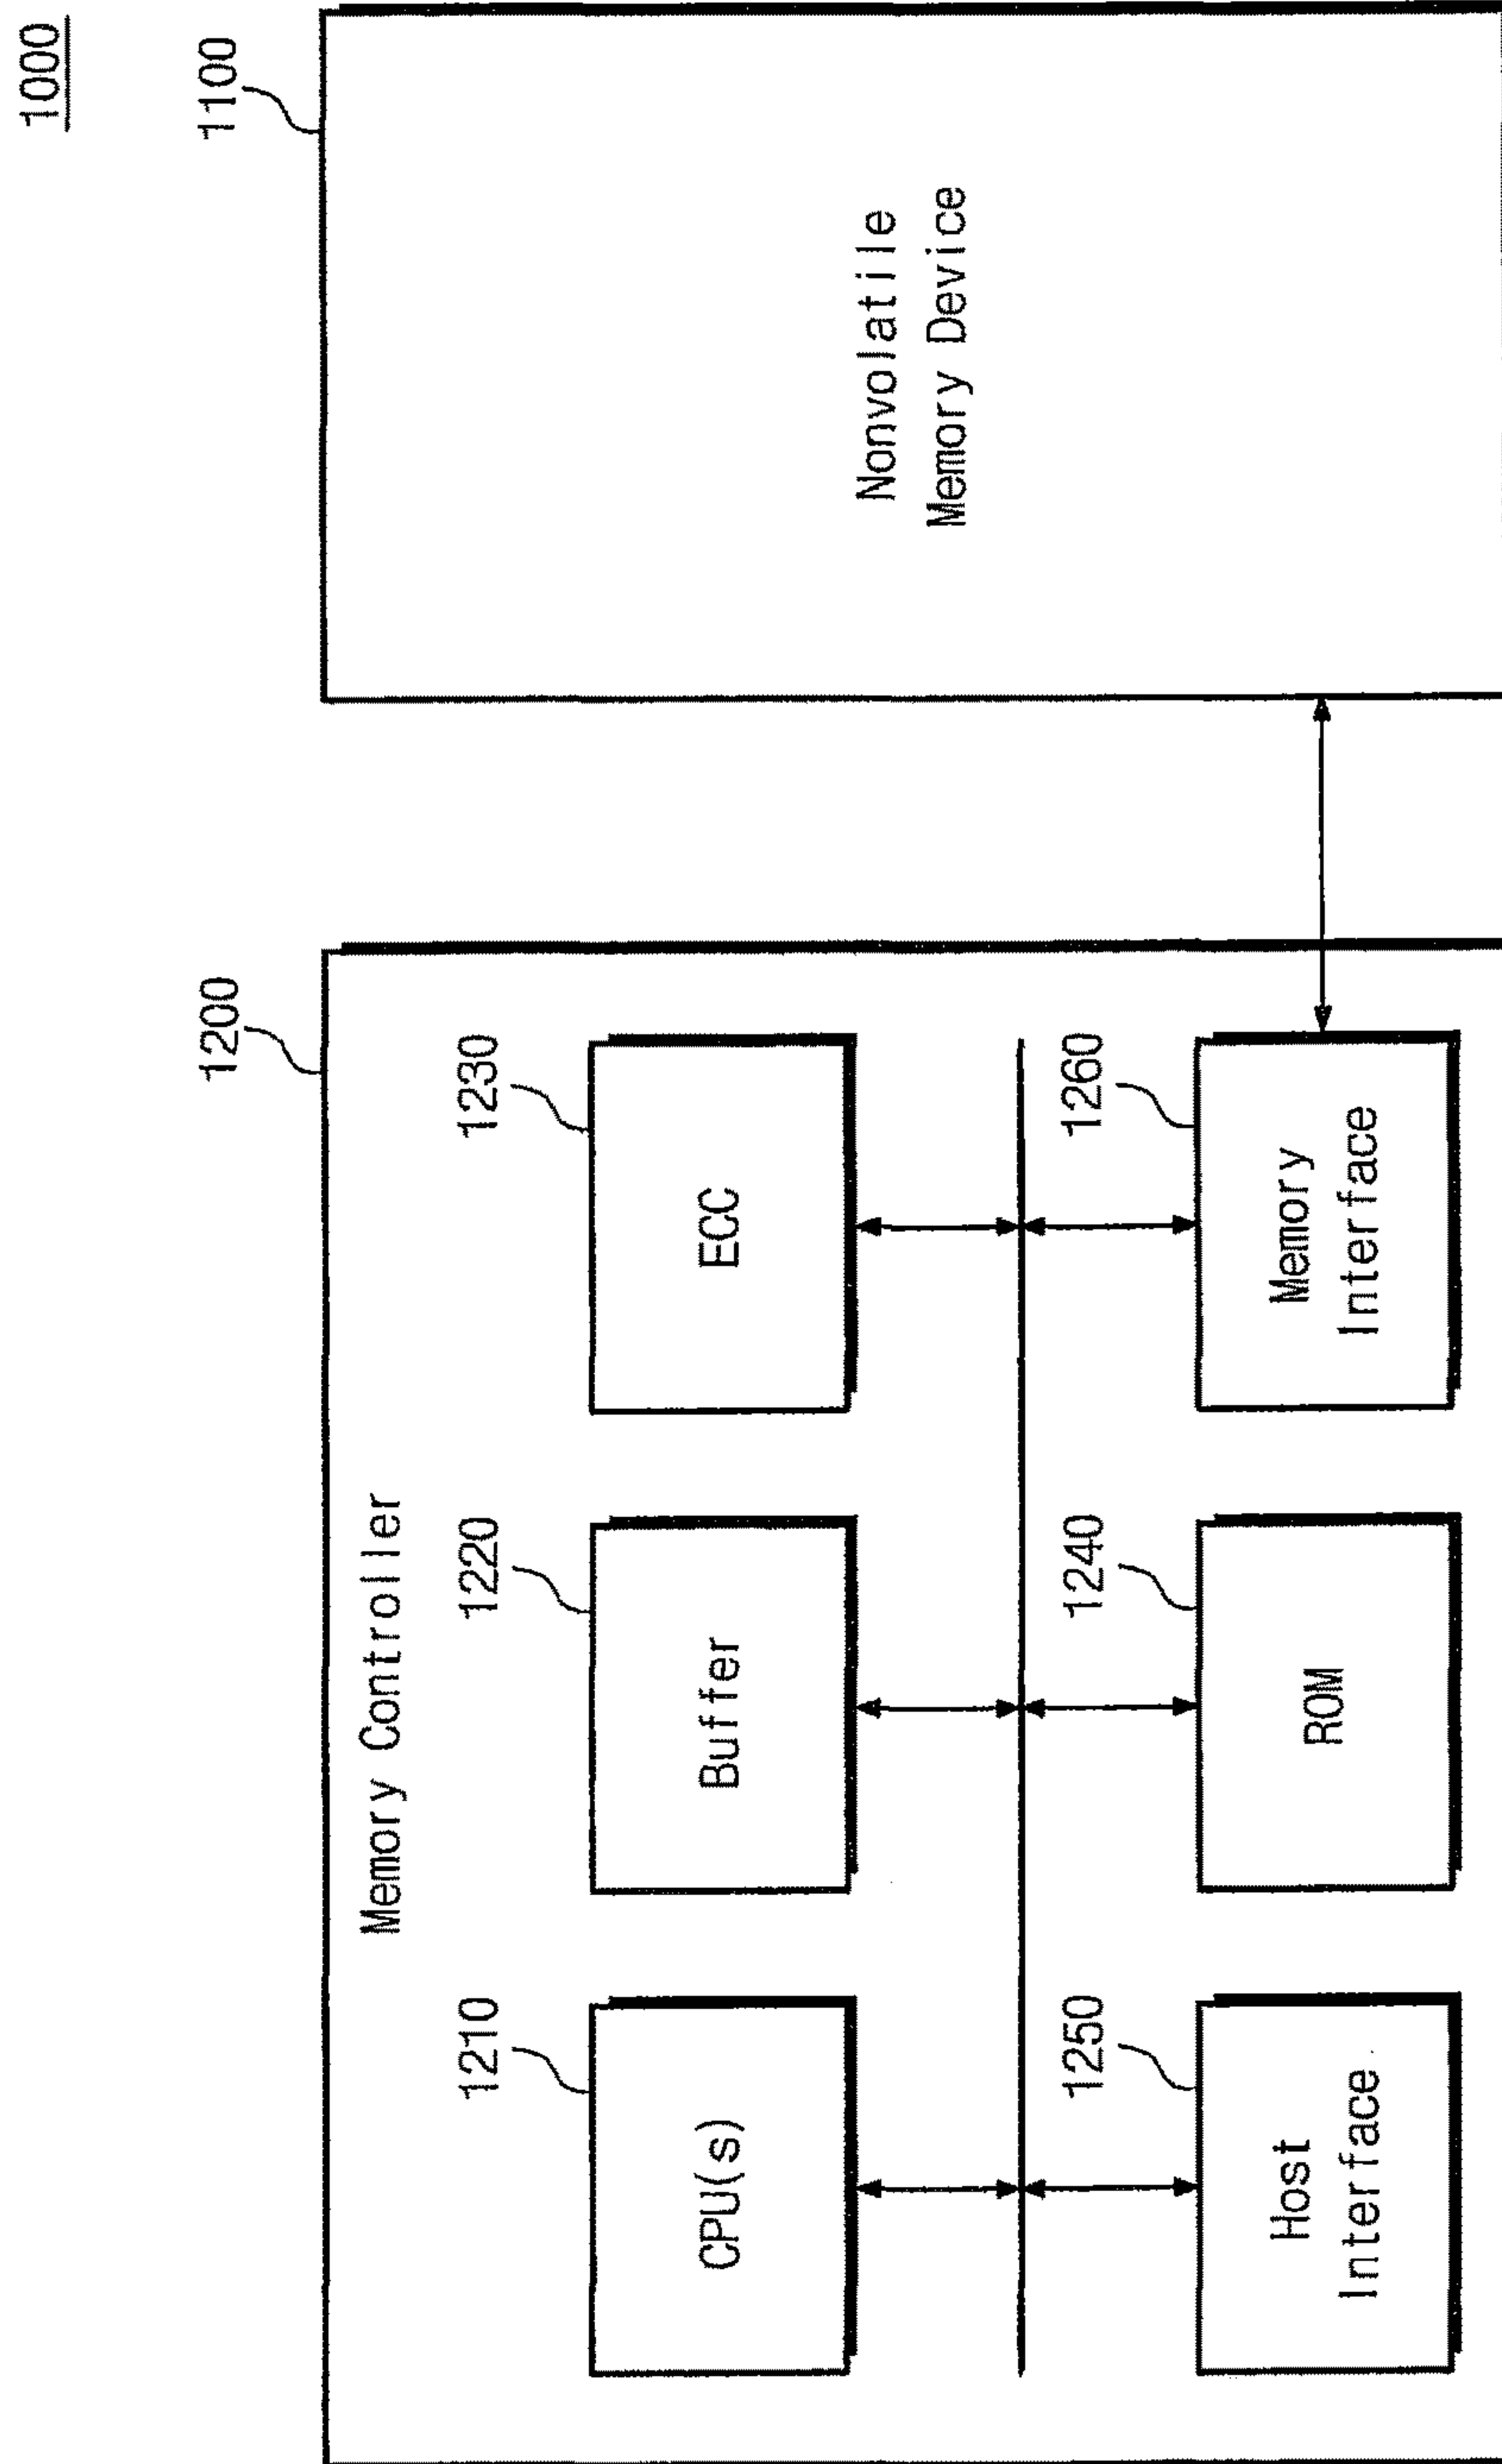 1000
1200
1100
Memory Controller
1210
1220
1230
CPU(s)
Buffer
ECC
Nonvolatile
Memory Device
1250
1240
1260
Host
Interface
ROM
Memory
Interface